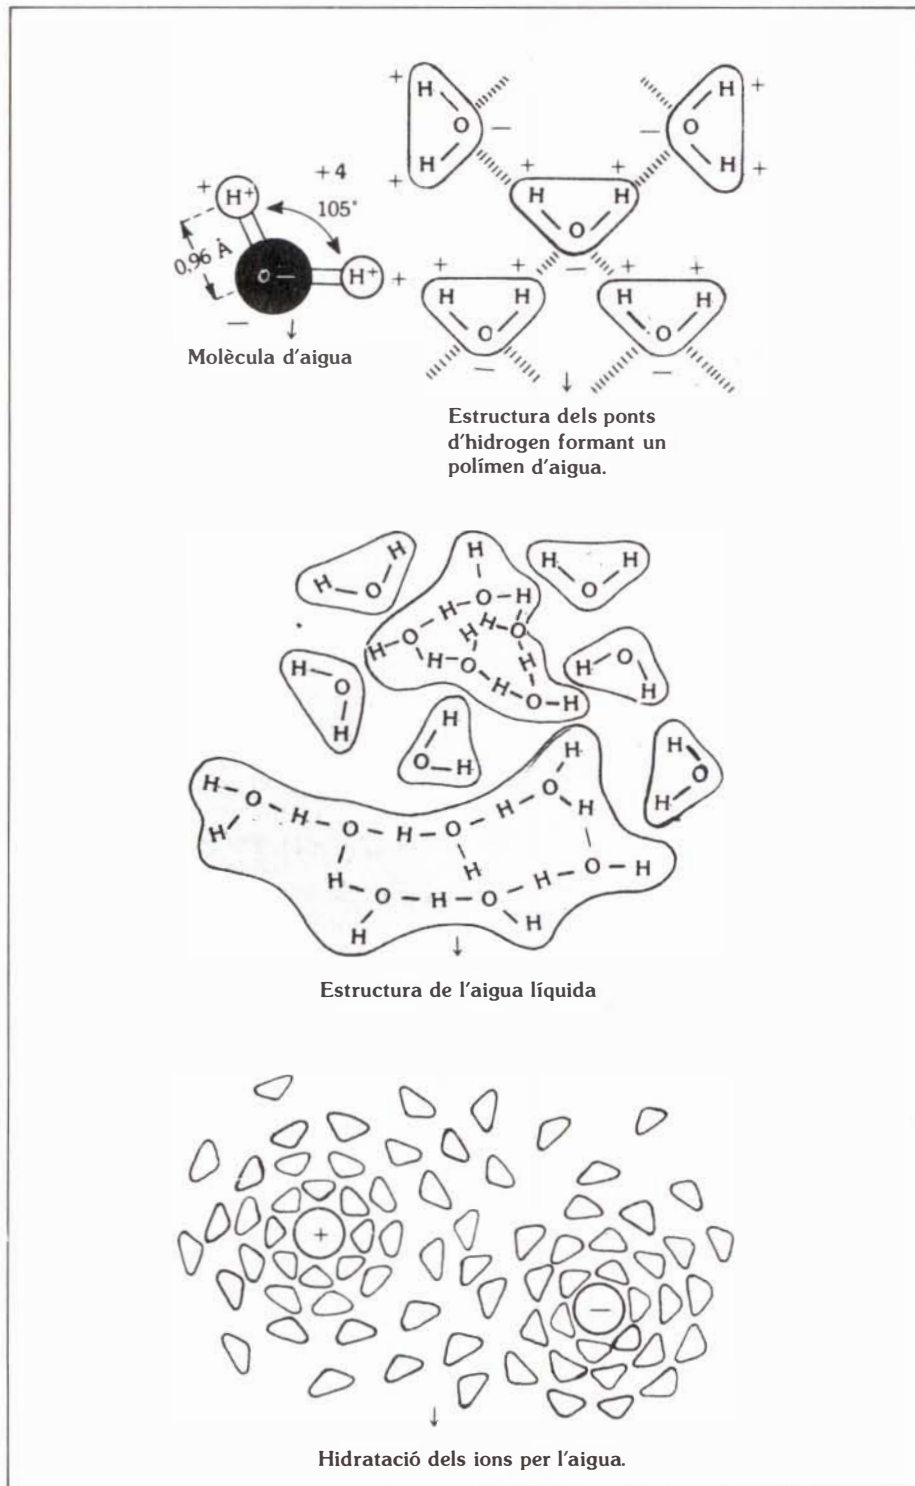 + H⁺
+4
105°
0,96 Å
O − H⁺ +
−
↓
Molècula d'aigua
+ H H +
O − − O
+ H H +
+ + 
H H
O
−
+ + + +
H H H H
O O
− −
↓
Estructura dels ponts
d'hidrogen formant un
polímen d'aigua.
H H O
H H O
H O H
H O H
H O H
H O H
H H O H O H
H O H H O H O H
H O H
H O H O H O H O H
H H H
H O H O H O H
H H
↓
Estructura de l'aigua líquida
+
−
↓
Hidratació dels ions per l'aigua.